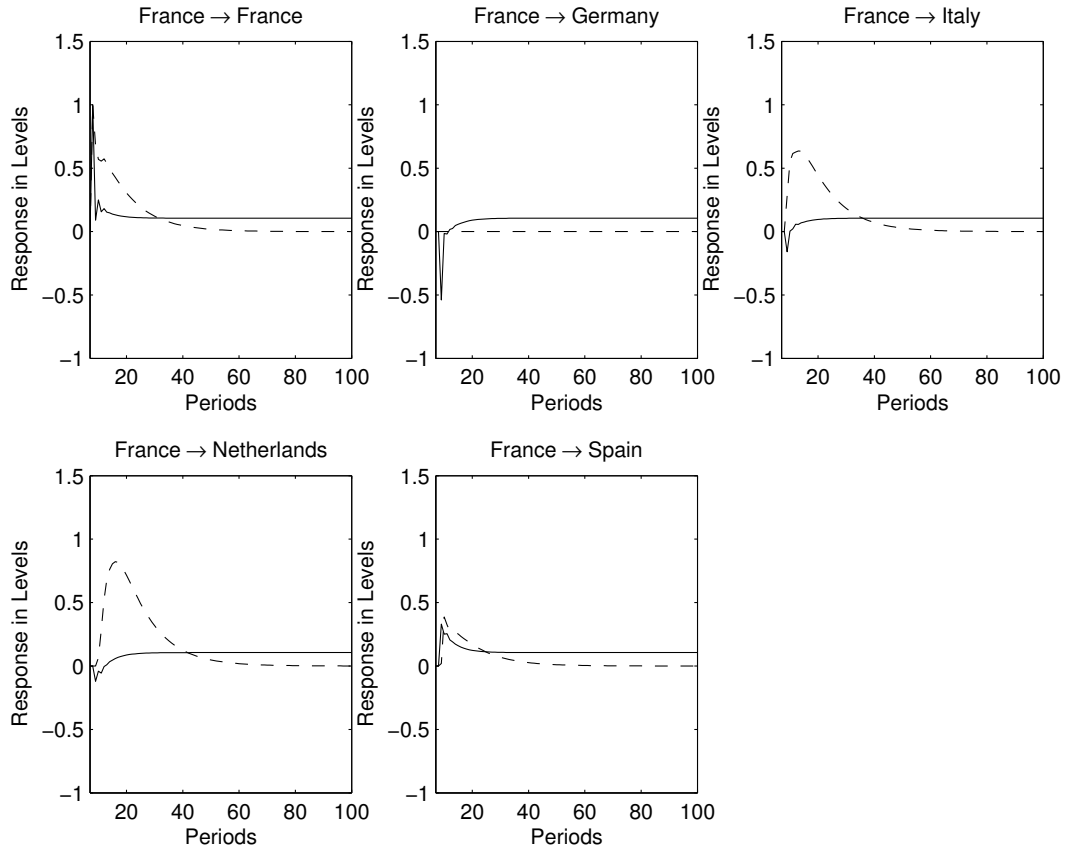 France → France
1.5
1
0.5
0
−0.5
−1
Response in Levels
20 40 60 80 100
Periods
France → Germany
1.5
1
0.5
0
−0.5
−1
Response in Levels
20 40 60 80 100
Periods
France → Italy
1.5
1
0.5
0
−0.5
−1
Response in Levels
20 40 60 80 100
Periods
France → Netherlands
1.5
1
0.5
0
−0.5
−1
Response in Levels
20 40 60 80 100
Periods
France → Spain
1.5
1
0.5
0
−0.5
−1
Response in Levels
20 40 60 80 100
Periods